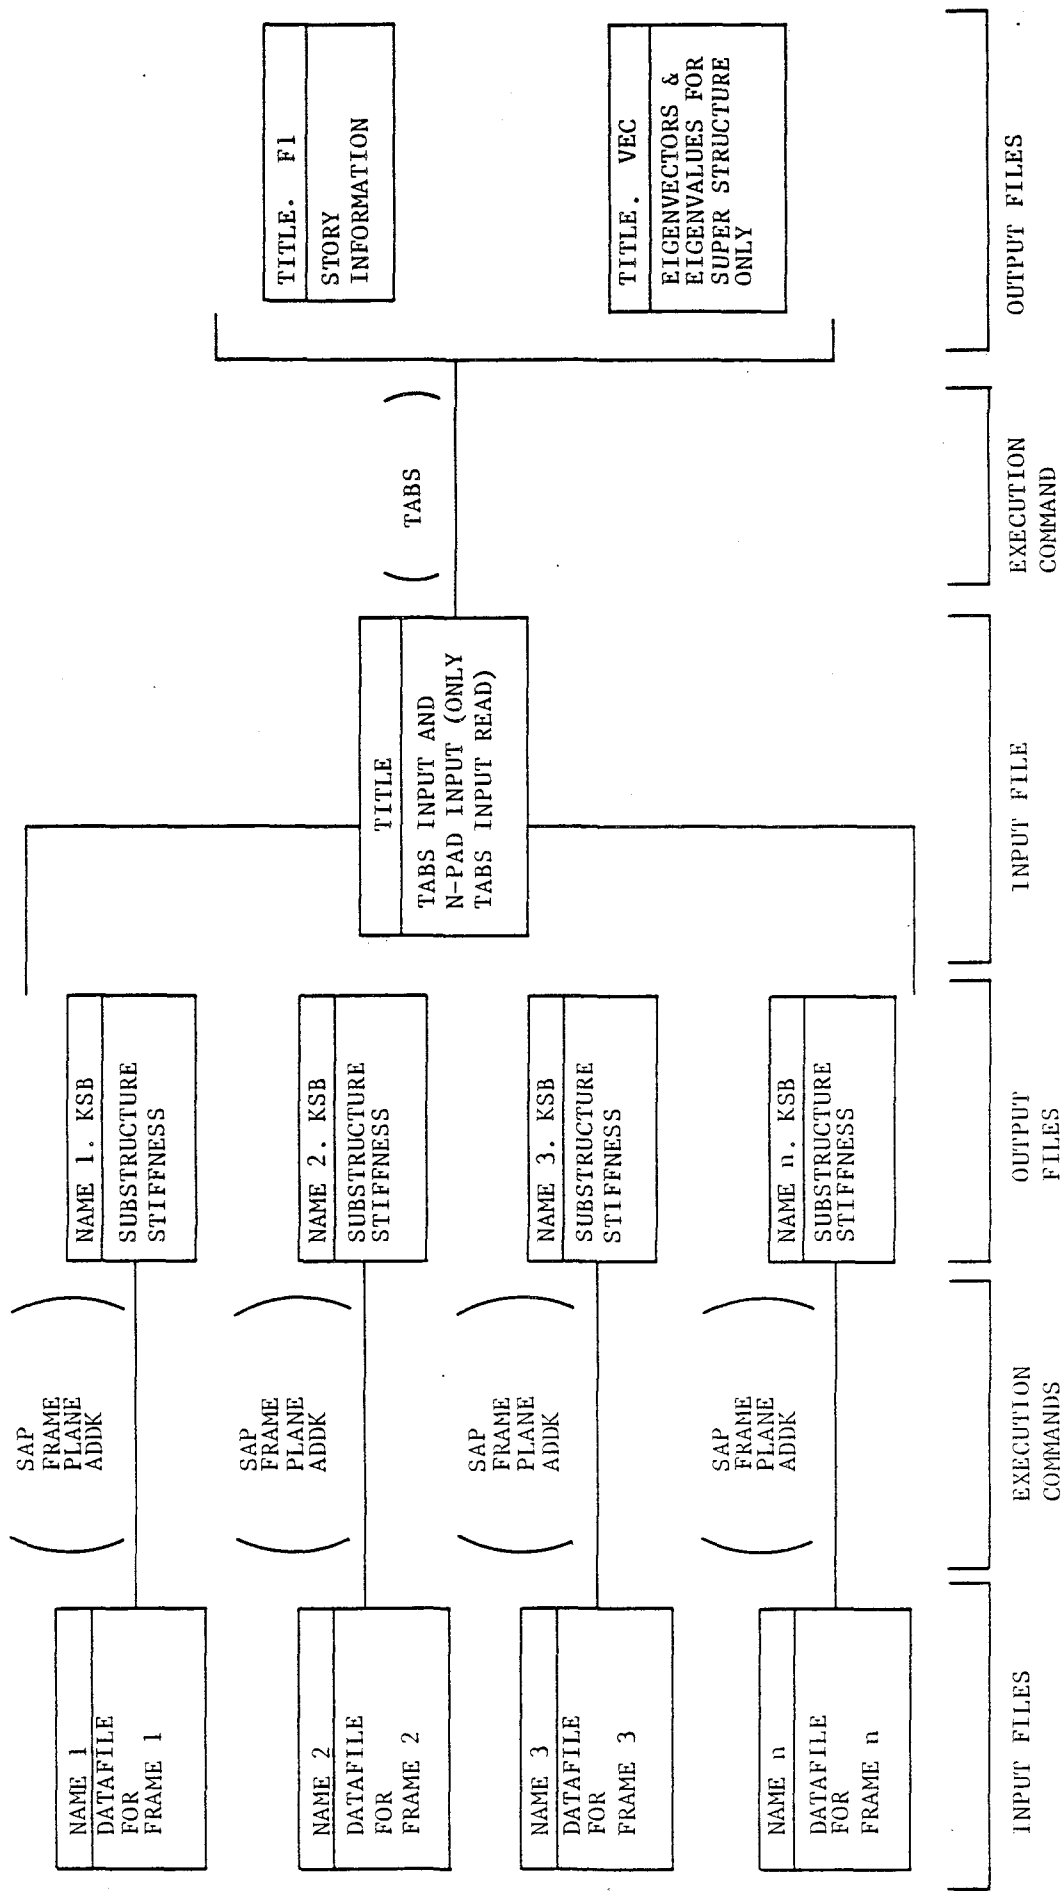 NAME 1
DATAFILE
FOR
FRAME 1
SAP
FRAME
PLANE
ADDK
NAME 1. KSB
SUBSTRUCTURE
STIFFNESS
NAME 2
DATAFILE
FOR
FRAME 2
SAP
FRAME
PLANE
ADDK
NAME 2. KSB
SUBSTRUCTURE
STIFFNESS
NAME 3
DATAFILE
FOR
FRAME 3
SAP
FRAME
PLANE
ADDK
NAME 3. KSB
SUBSTRUCTURE
STIFFNESS
NAME n
DATAFILE
FOR
FRAME n
SAP
FRAME
PLANE
ADDK
NAME n. KSB
SUBSTRUCTURE
STIFFNESS
TITLE
TABS INPUT AND
N-PAD INPUT (ONLY
TABS INPUT READ)
( TABS )
TITLE. F1
STORY
INFORMATION
TITLE. VEC
EIGENVECTORS &
EIGENVALUES FOR
SUPER STRUCTURE
ONLY
INPUT FILES
EXECUTION
COMMANDS
OUTPUT
FILES
INPUT FILE
EXECUTION
COMMAND
OUTPUT FILES